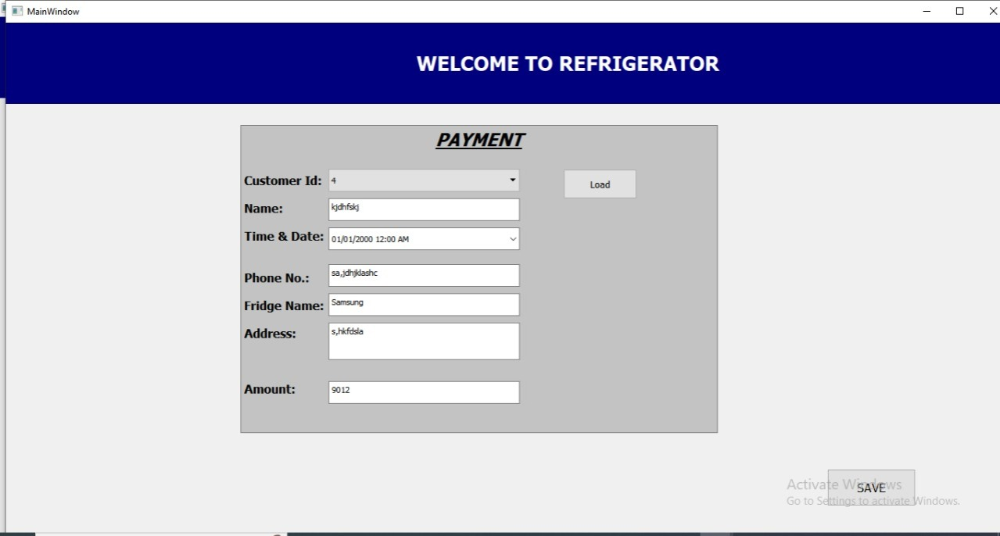 MainWindow
WELCOME TO REFRIGERATOR
PAYMENT
Customer Id: 4
Load
Name: kjdhfskj
Time & Date: 01/01/2000 12:00 AM
Phone No.: sa,jdhjklashc
Fridge Name: Samsung
Address: s,hkfdsla
Amount: 9012
Activate Windows
SAVE
Go to Settings to activate Windows.